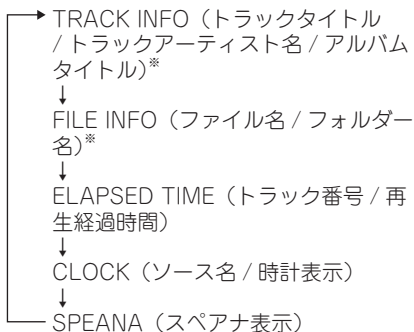 TRACK INFO（トラックタイトル
/ トラックアーティスト名 / アルバム
タイトル）※
↓
FILE INFO（ファイル名 / フォルダー
名）※
↓
ELAPSED TIME（トラック番号 / 再
生経過時間）
↓
CLOCK（ソース名 / 時計表示）
↓
SPEANA（スペアナ表示）